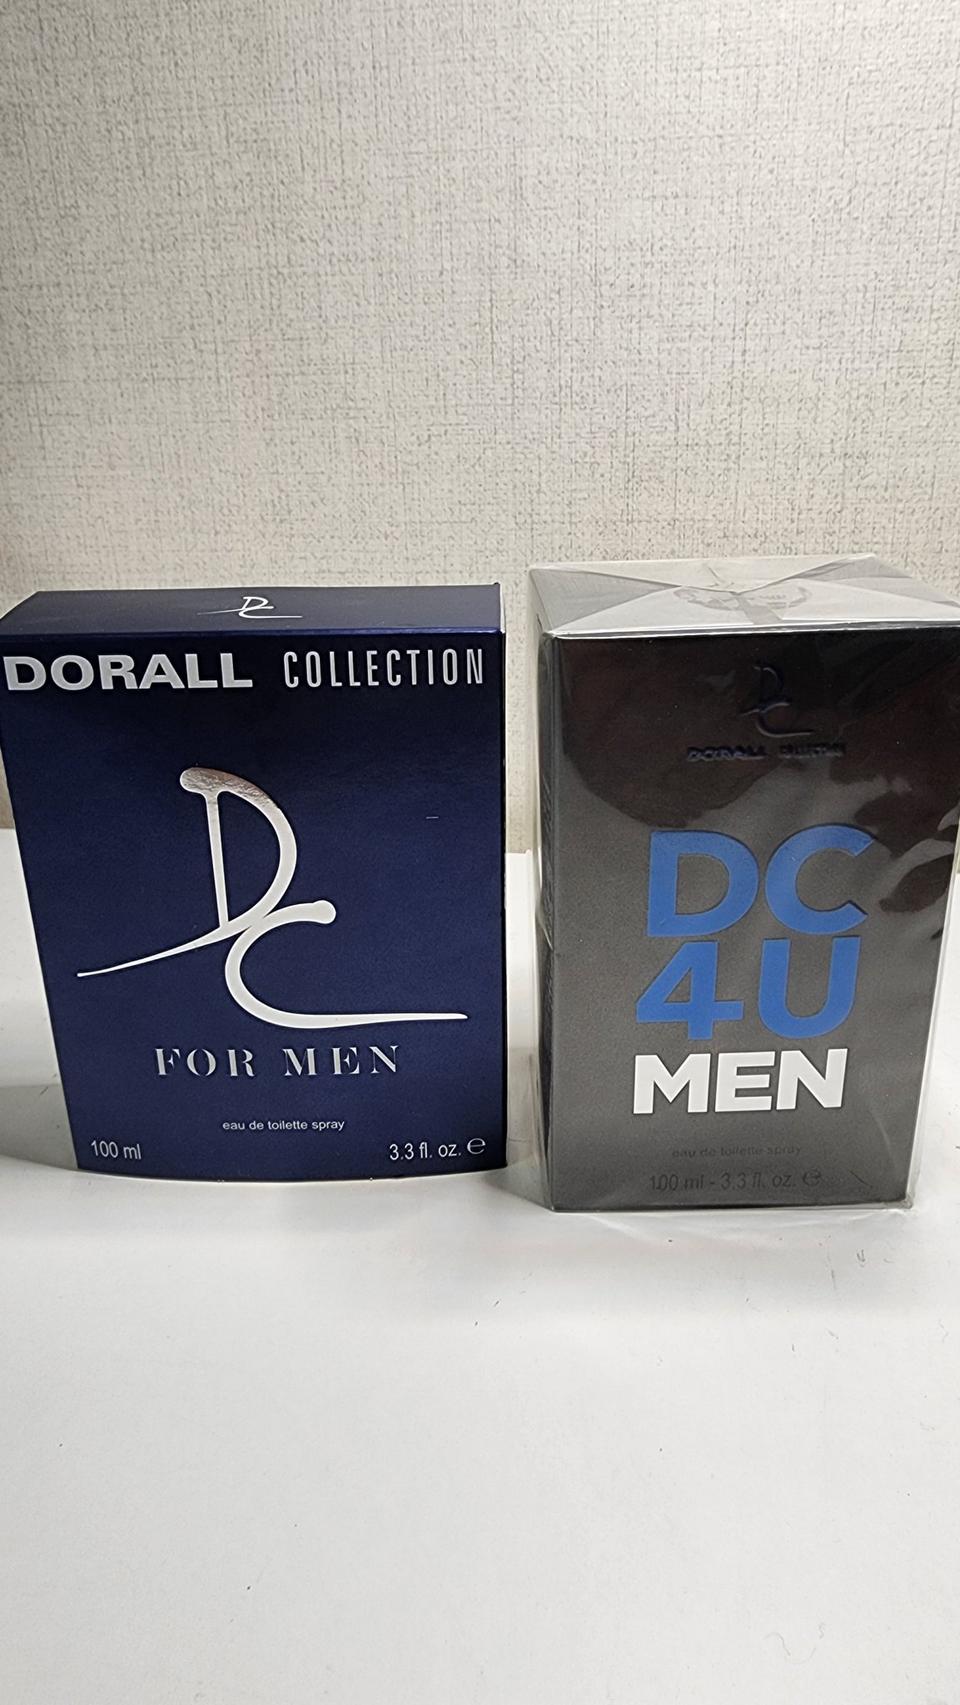 DC
DORALL COLLECTION
DC
FOR MEN
eau de toilette spray
100 ml
3.3 fl. oz. ℮
DC
DORALL COLLECTION
DC
4U
MEN
eau de toilette spray
100 ml - 3.3 fl. oz. ℮